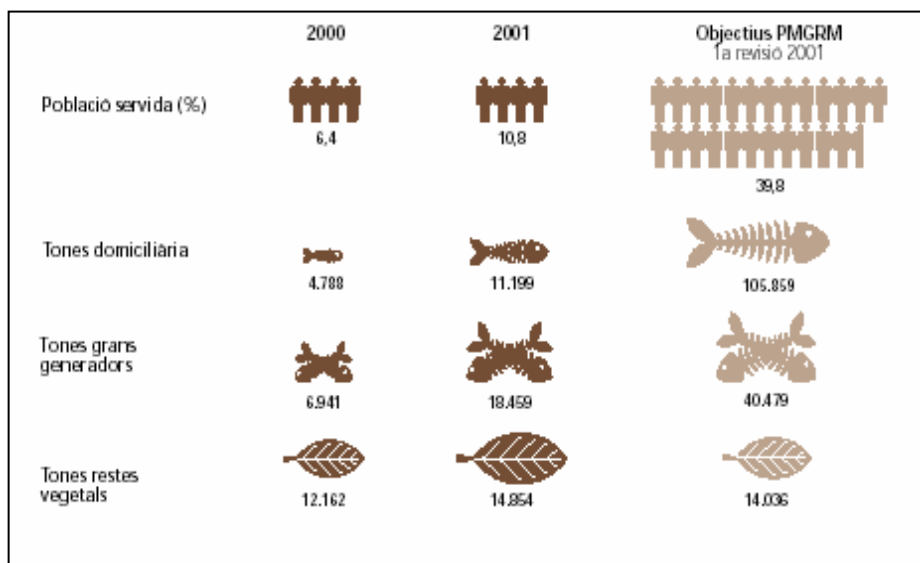 2000 2001 Objectius PMGRM
1a revisió 2001
Població servida (%)
6,4 10,8
39,8
Tones domiciliària
4.788 11.199 105.859
Tones grans
generadors
6.941 18.459 40.479
Tones restes
vegetals
12.162 14.854 14.036